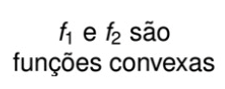 f₁ e f₂ são
funções convexas